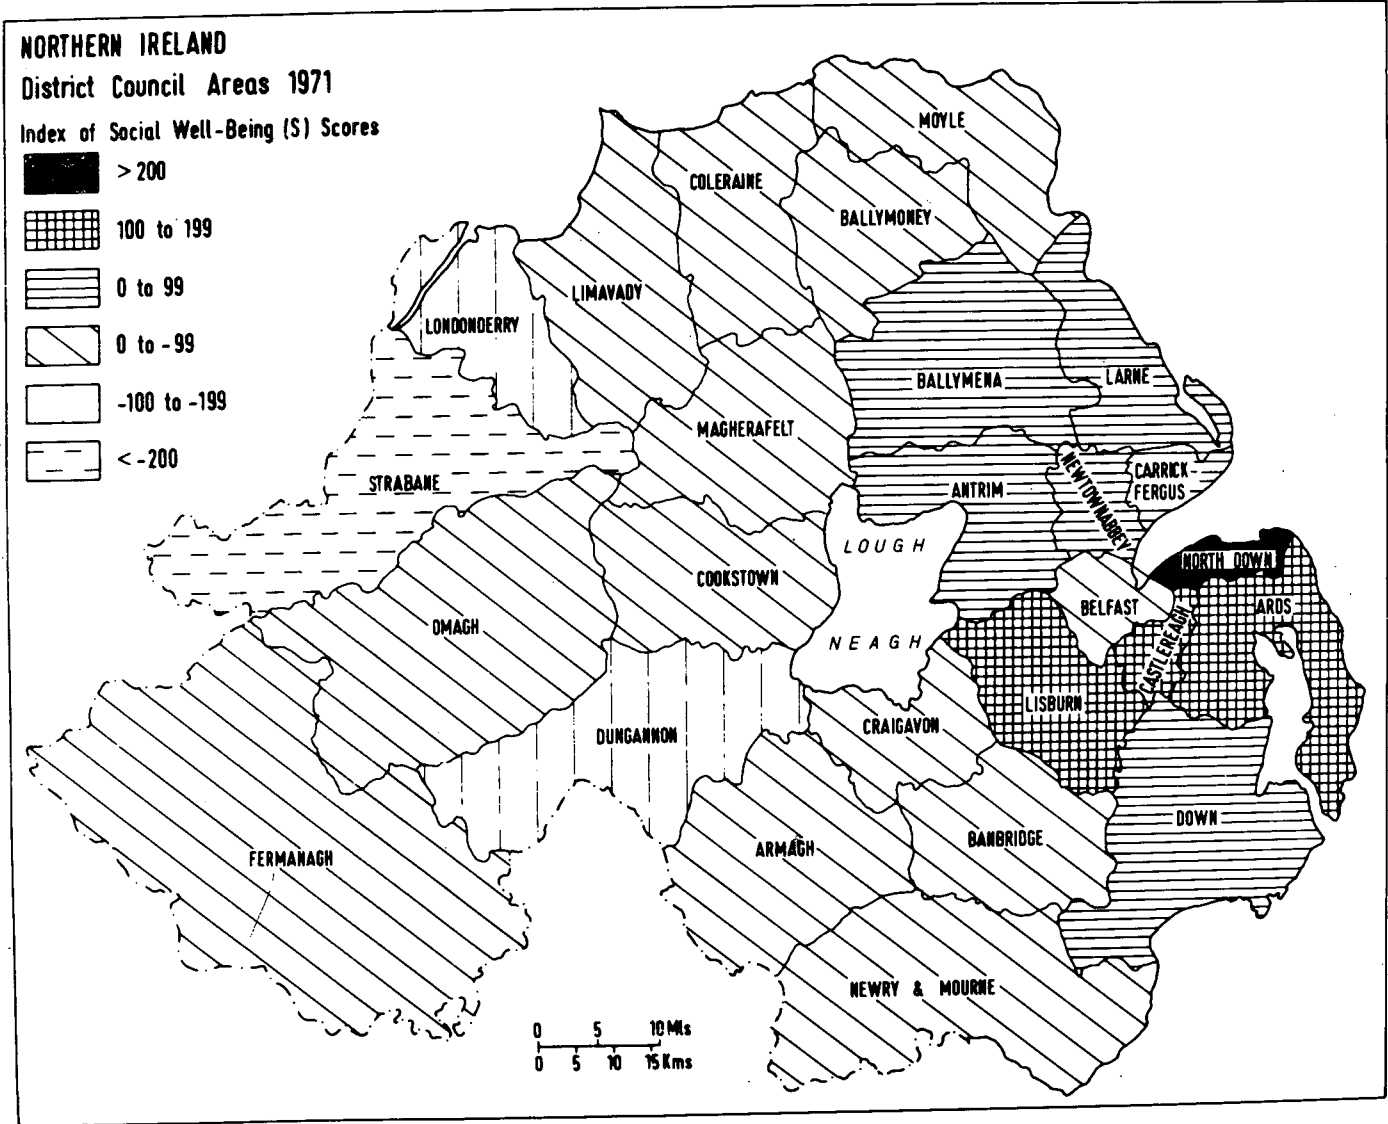 NORTHERN IRELAND
District Council Areas 1971
Index of Social Well-Being (S) Scores
> 200
100 to 199
0 to 99
0 to -99
-100 to -199
< -200
MOYLE
COLERAINE
BALLYMONEY
LIMAVADY
LONDONDERRY
BALLYMENA
LARNE
MAGHERAFELT
STRABANE
ANTRIM
NEWTOWNABBEY
CARRICK-
FERGUS
LOUGH
NEAGH
NORTH DOWN
COOKSTOWN
BELFAST
ARDS
CASTLEREAGH
OMAGH
LISBURN
CRAIGAVON
DUNGANNON
DOWN
BANBRIDGE
ARMAGH
FERMANAGH
NEWRY & MOURNE
0 5 10 Mls
0 5 10 15 Kms